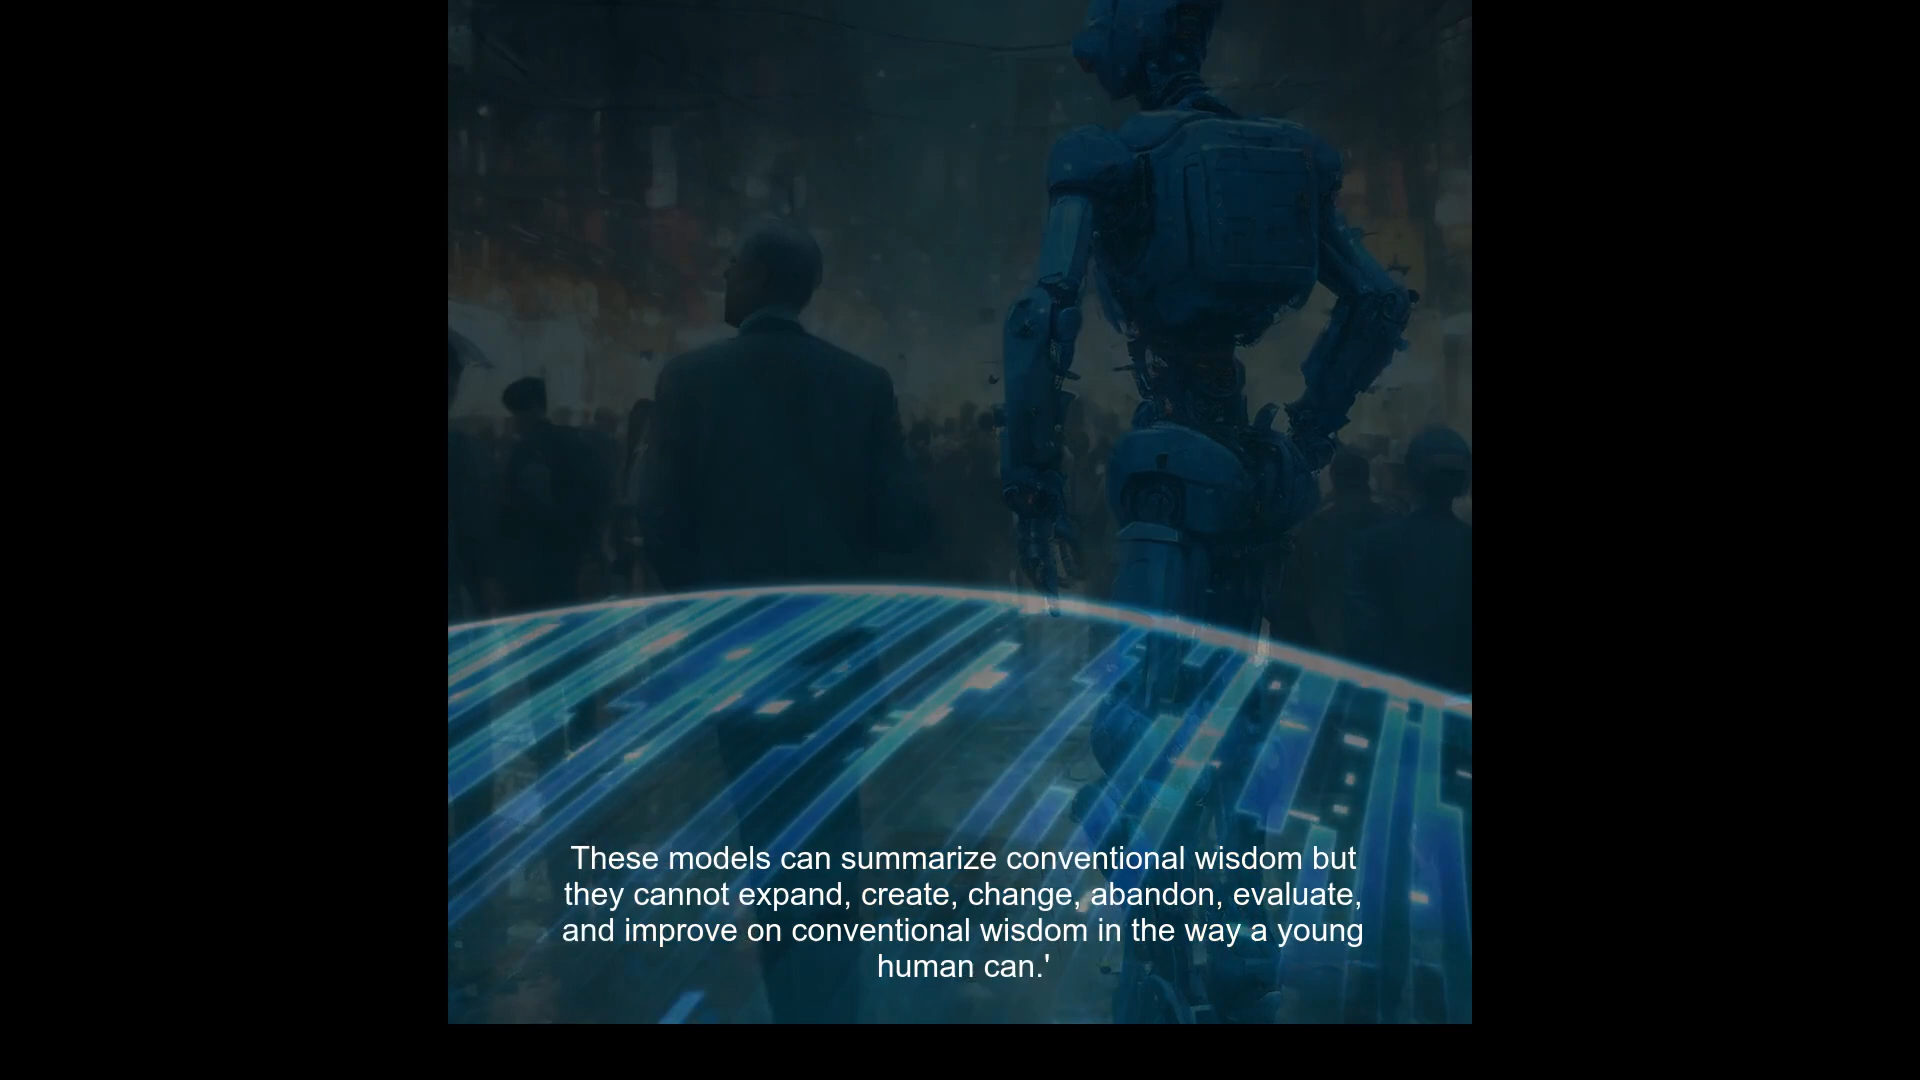 These models can summarize conventional wisdom but
they cannot expand, create, change, abandon, evaluate,
and improve on conventional wisdom in the way a young
human can.'